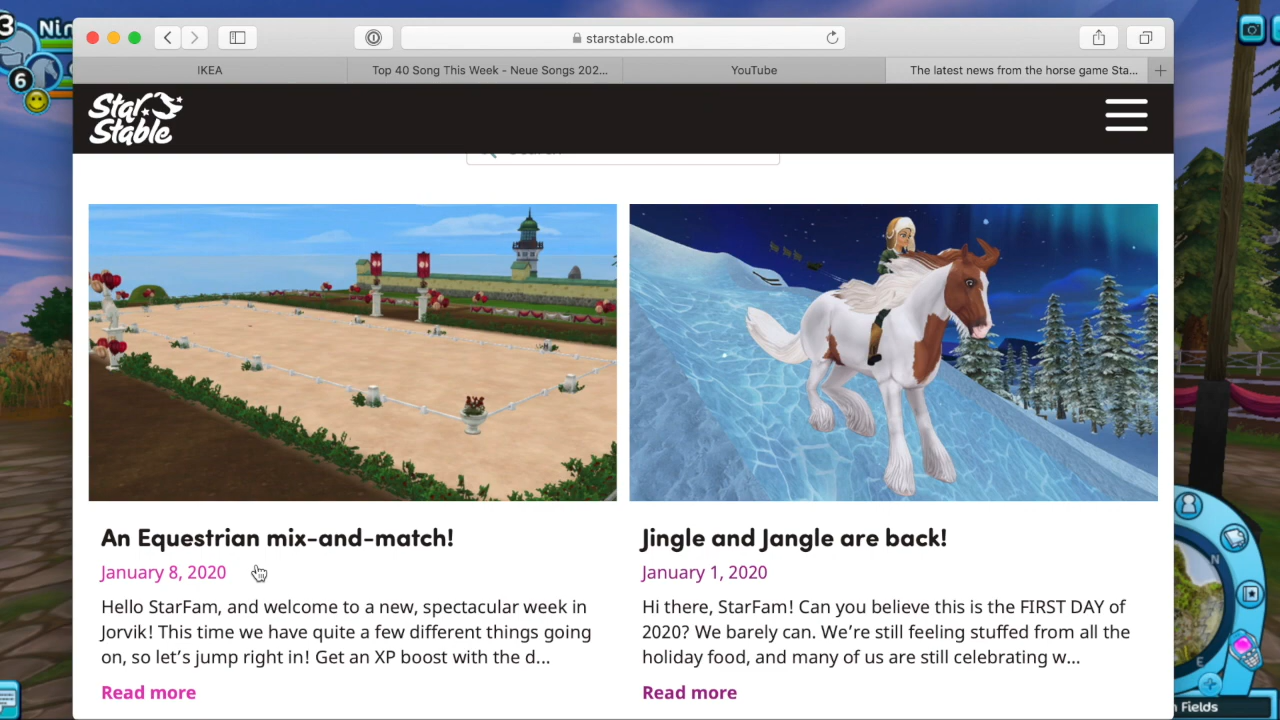 3
Nin
6
starstable.com
IKEA
Top 40 Song This Week - Neue Songs 202...
YouTube
The latest news from the horse game Sta...
Star
Stable
An Equestrian mix-and-match!
January 8, 2020
Hello StarFam, and welcome to a new, spectacular week in
Jorvik! This time we have quite a few different things going
on, so let's jump right in! Get an XP boost with the d...
Read more
Jingle and Jangle are back!
January 1, 2020
Hi there, StarFam! Can you believe this is the FIRST DAY of
2020? We barely can. We're still feeling stuffed from all the
holiday food, and many of us are still celebrating w...
Read more
N
E
Fields